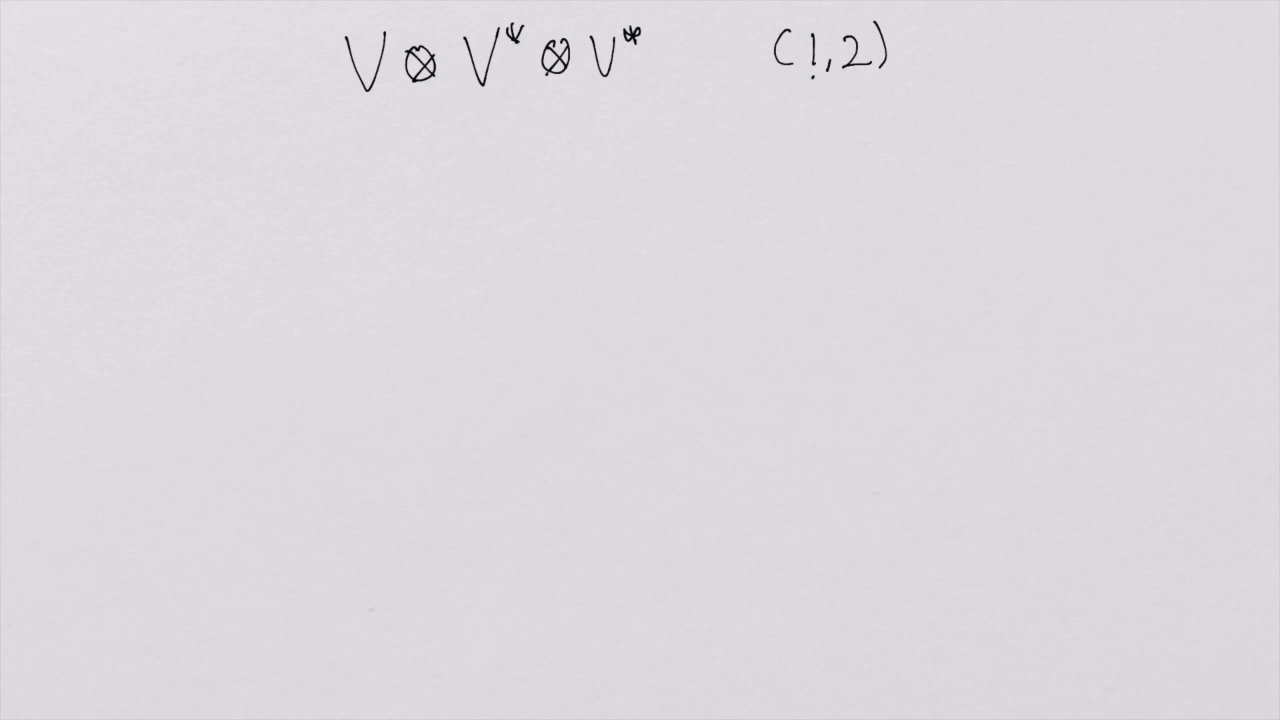 V ⊗ V* ⊗ V* (1,2)